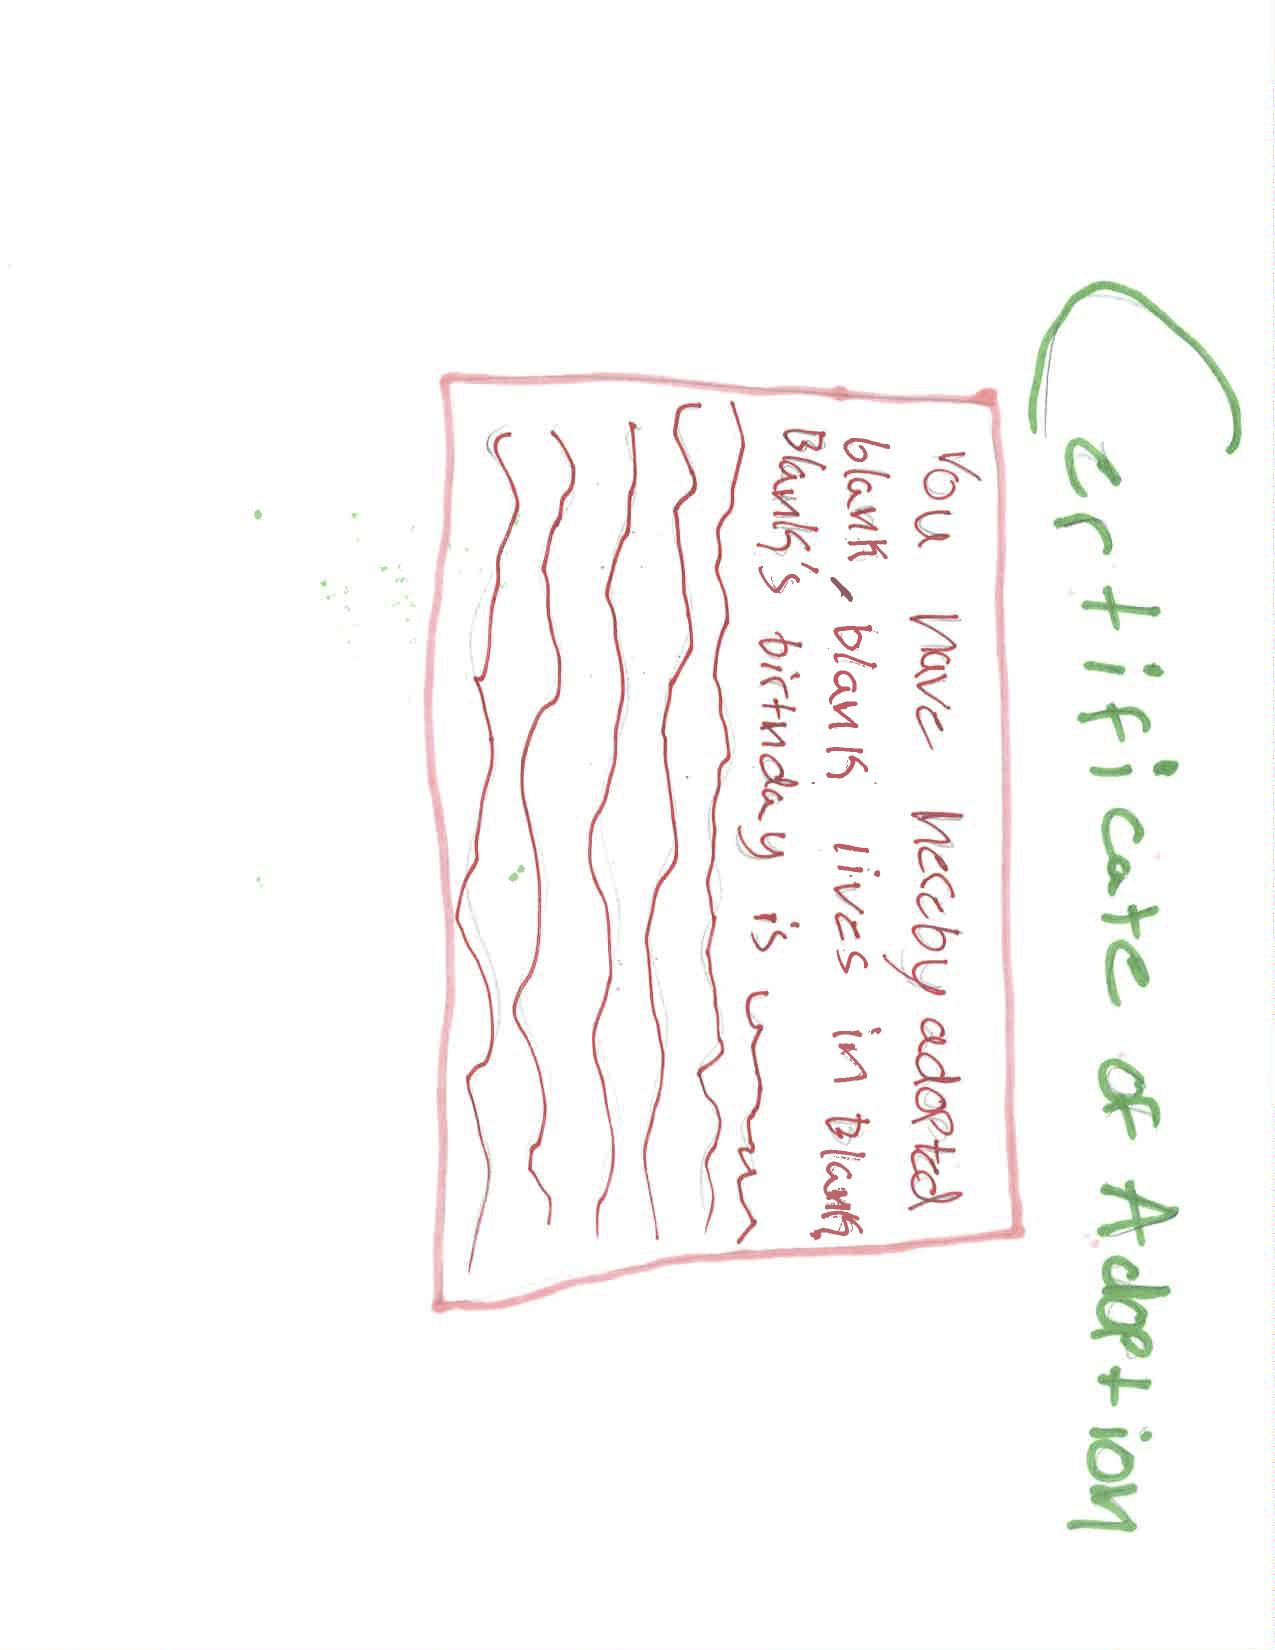 Certificate of Adoption
You have hereby adopted
blank, blank lives in blank
Blank's birthday is